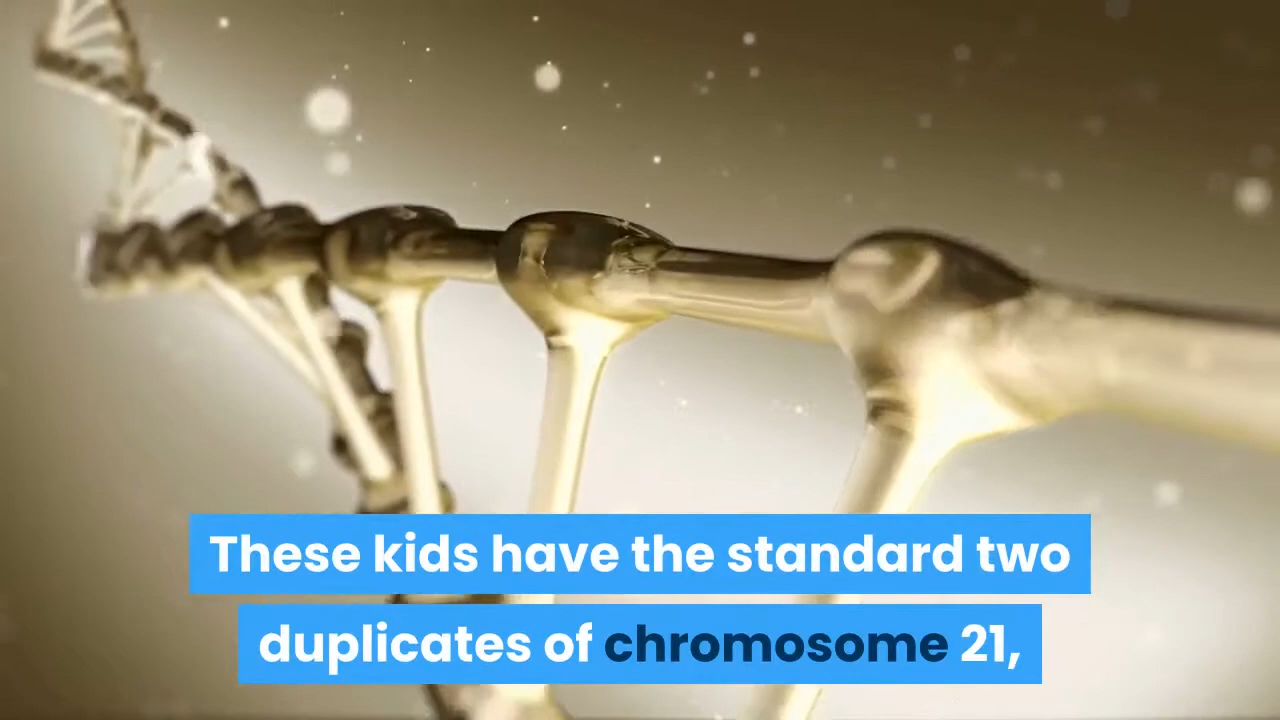 These kids have the standard two
duplicates of chromosome 21,